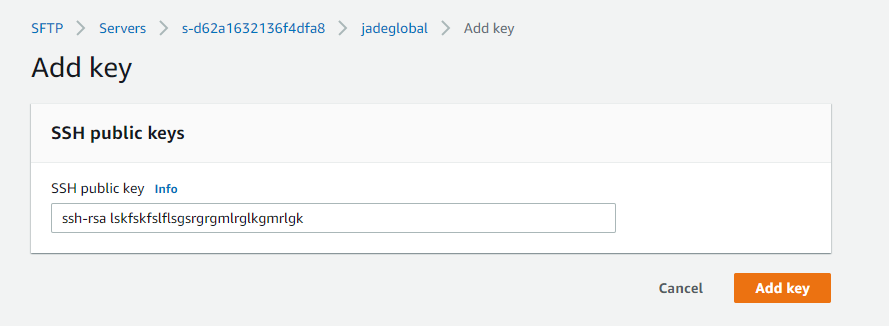 SFTP > Servers > s-d62a1632136f4dfa8 > jadeglobal > Add key
Add key
SSH public keys
SSH public key Info
ssh-rsa lskfskfslflsgsrgrgmlrglkgmrlgk
Cancel Add key